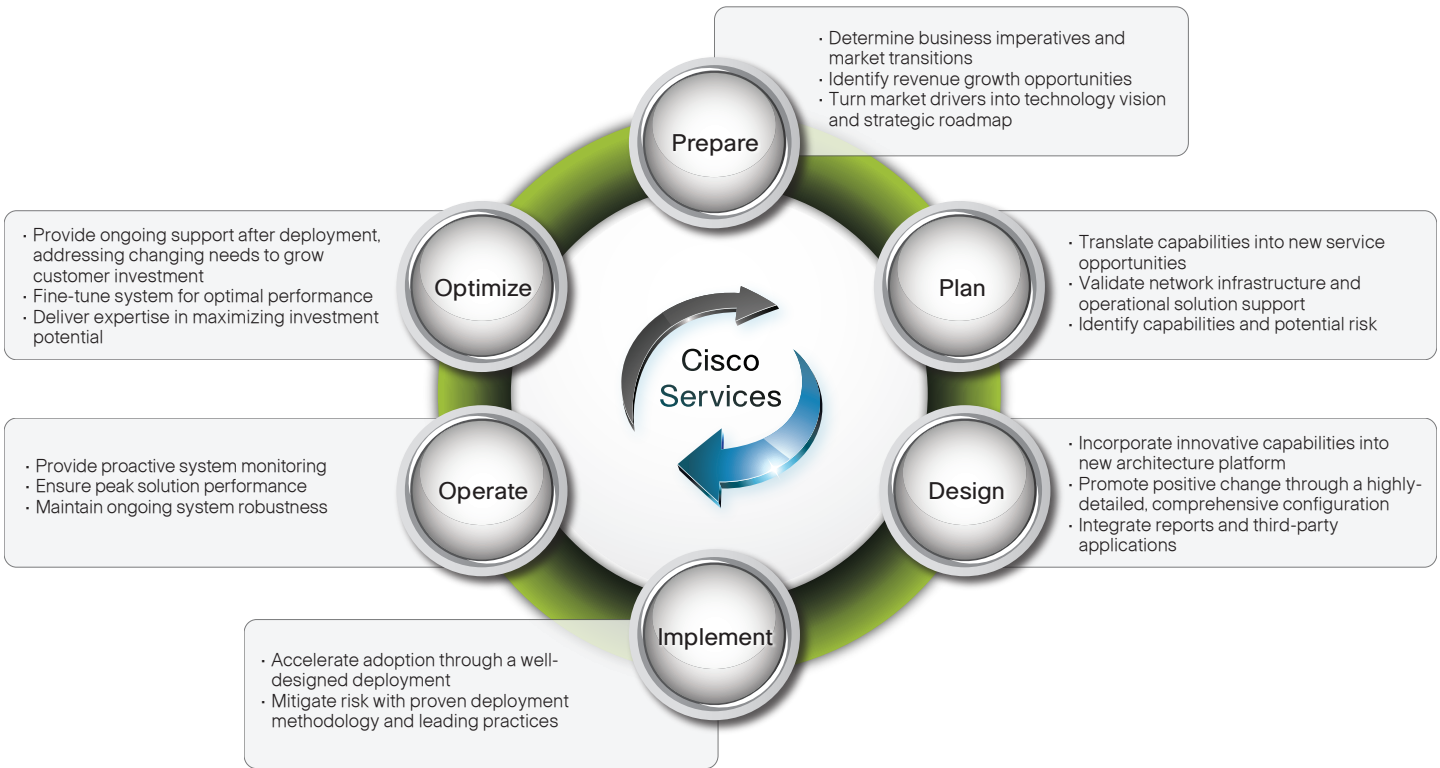 Prepare
· Determine business imperatives and
market transitions
· Identify revenue growth opportunities
· Turn market drivers into technology vision
and strategic roadmap
Plan
· Translate capabilities into new service
opportunities
· Validate network infrastructure and
operational solution support
· Identify capabilities and potential risk
Design
· Incorporate innovative capabilities into
new architecture platform
· Promote positive change through a highly-
detailed, comprehensive configuration
· Integrate reports and third-party
applications
Implement
· Accelerate adoption through a well-
designed deployment
· Mitigate risk with proven deployment
methodology and leading practices
Operate
· Provide proactive system monitoring
· Ensure peak solution performance
· Maintain ongoing system robustness
Optimize
· Provide ongoing support after deployment,
addressing changing needs to grow
customer investment
· Fine-tune system for optimal performance
· Deliver expertise in maximizing investment
potential
Cisco
Services